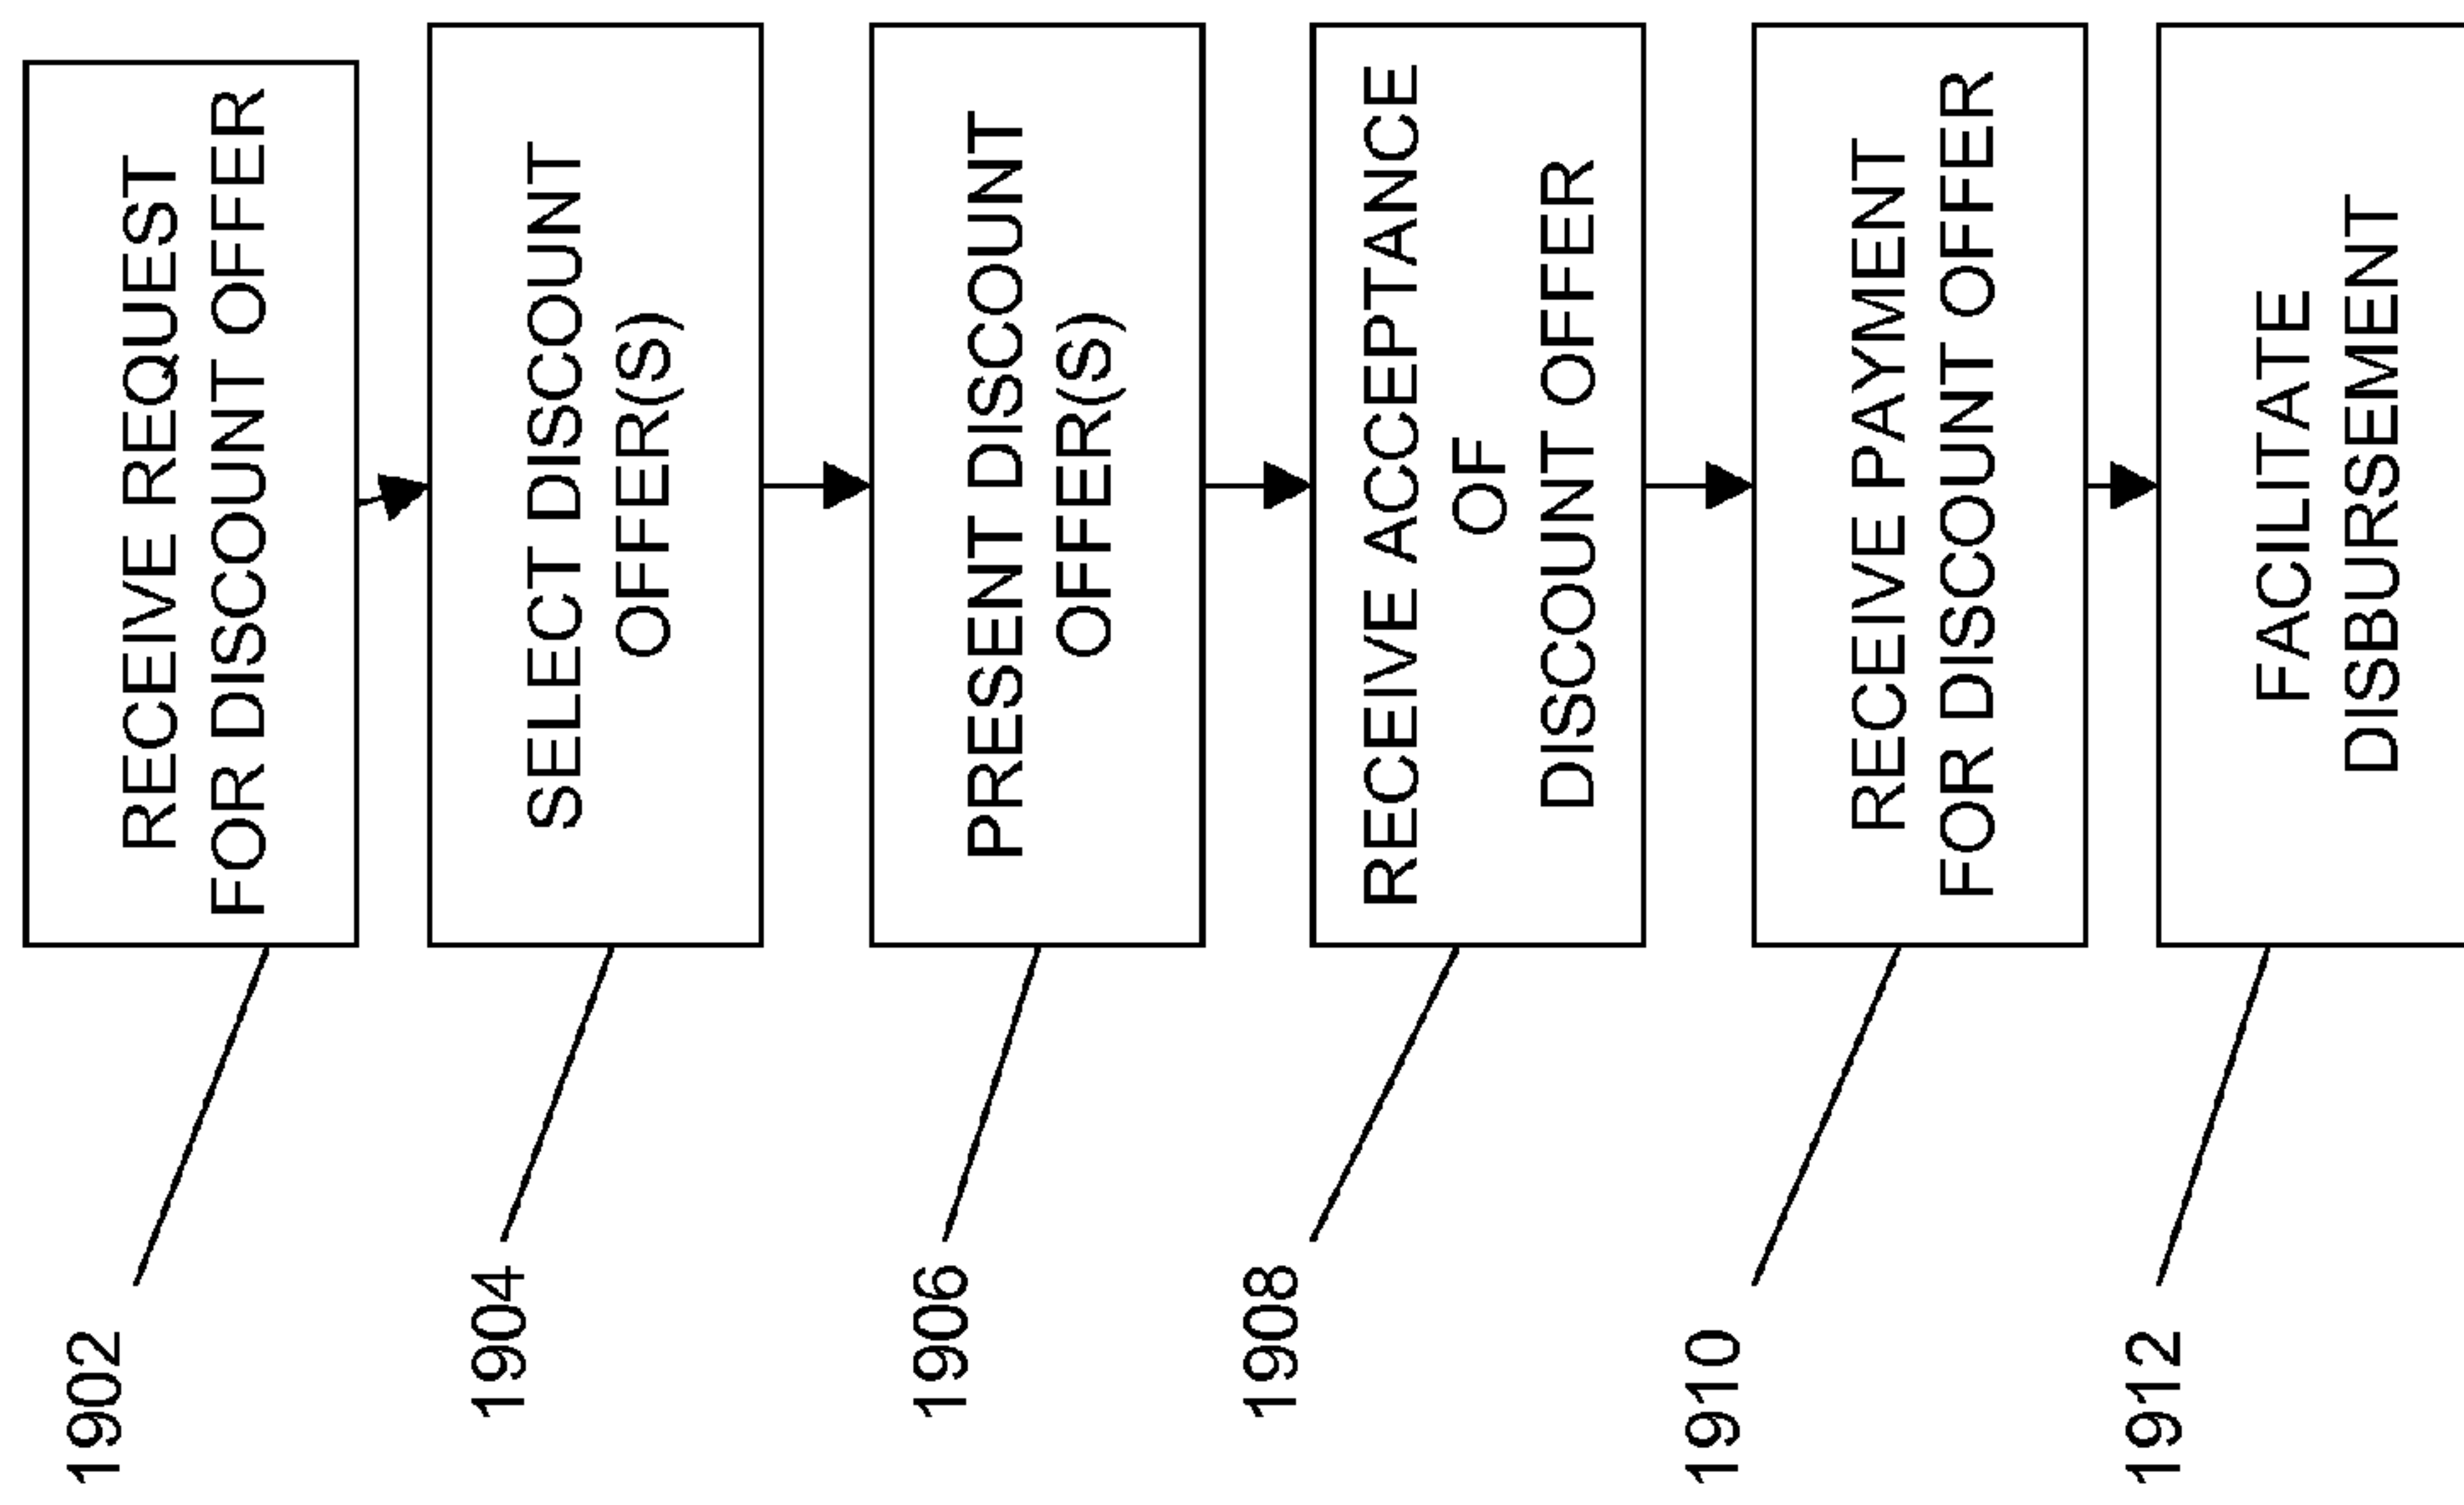 1902
RECEIVE REQUEST
FOR DISCOUNT OFFER
1904
SELECT DISCOUNT
OFFER(S)
1906
PRESENT DISCOUNT
OFFER(S)
1908
RECEIVE ACCEPTANCE
OF
DISCOUNT OFFER
1910
RECEIVE PAYMENT
FOR DISCOUNT OFFER
1912
FACILITATE
DISBURSEMENT